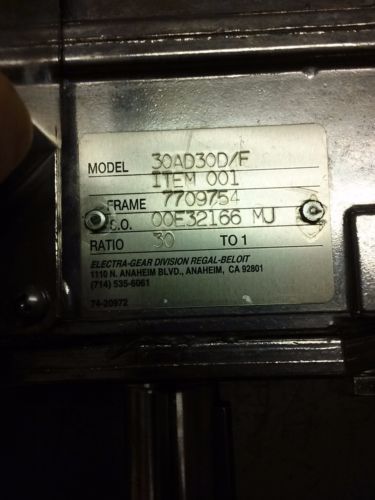 MODEL 30AD30D/F
ITEM 001
FRAME 7709754
S.O. 00E32166 MJ
RATIO 30 TO 1
ELECTRA-GEAR DIVISION REGAL-BELOIT
1110 N. ANAHEIM BLVD., ANAHEIM, CA 92801
(714) 535-6061
74-20972